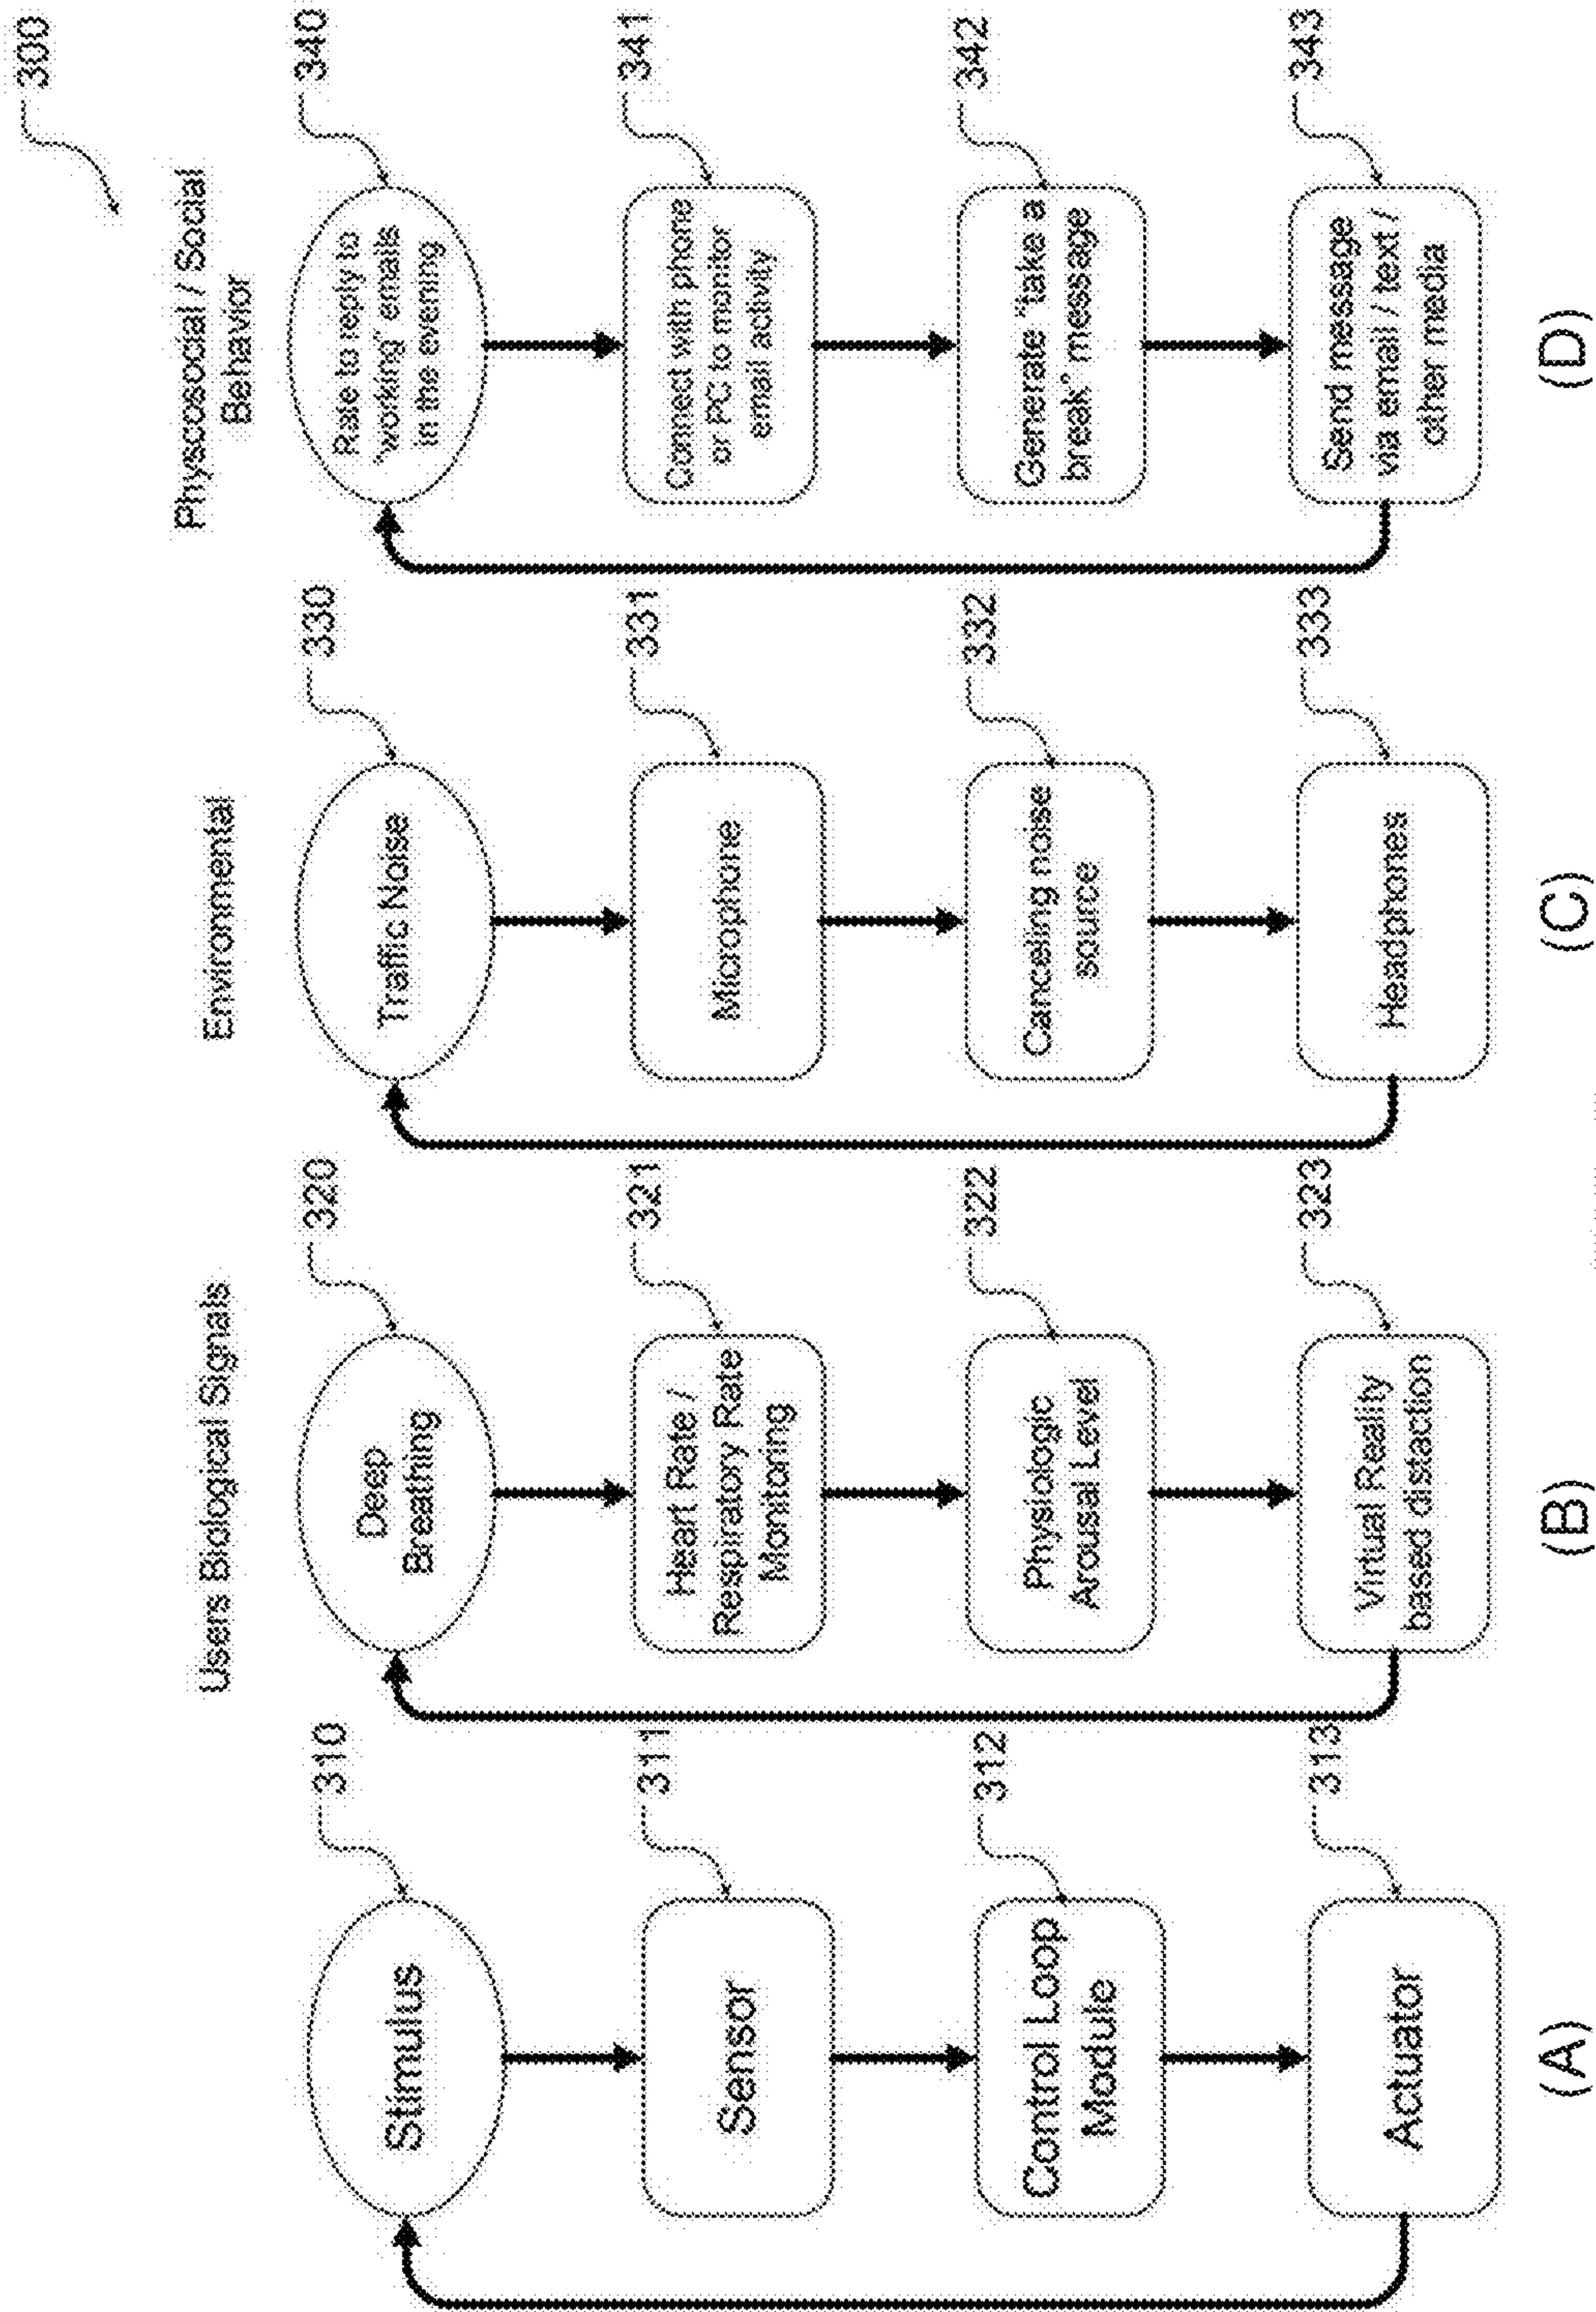 300
(A)
Stimulus
310
Sensor
311
Control Loop
Module
312
Actuator
313
(B)
Users Biological Signals
Deep
Breathing
320
Heart Rate /
Respiratory Rate
Monitoring
321
Physiologic
Arousal Level
322
Virtual Reality
based distaction
323
(C)
Environmental
Traffic Noise
330
Microphone
331
Canceling noise
source
332
Headphones
333
(D)
Physcosocial / Social
Behavior
Rate to reply to
'working' emails
in the evening
340
Connect with phone
or PC to monitor
email activity
341
Generate "take a
break" message
342
Send message
via email / text /
other media
343